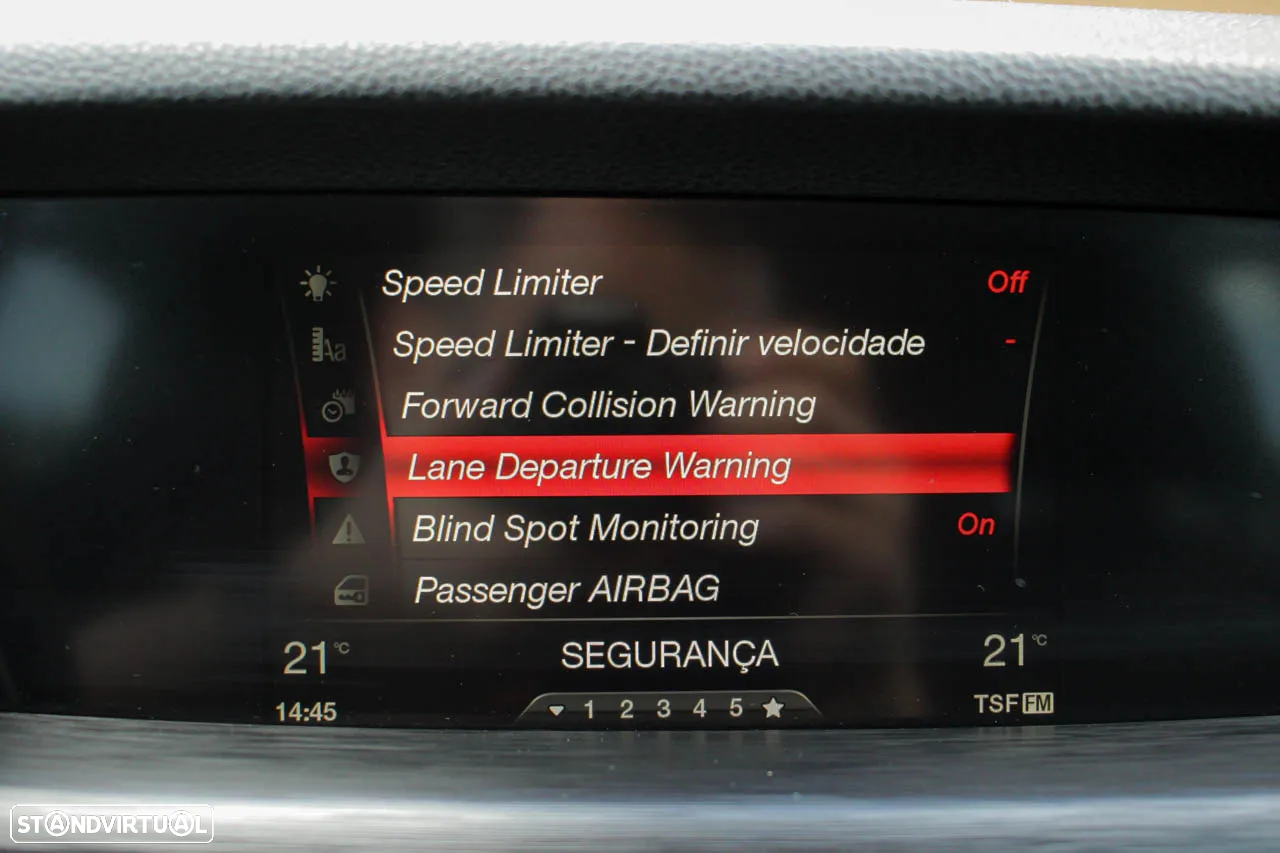 Speed Limiter Off
Speed Limiter - Definir velocidade -
Aa
Forward Collision Warning
Lane Departure Warning
Blind Spot Monitoring On
Passenger AIRBAG
21°C SEGURANÇA 21°C
14:45 1 2 3 4 5 TSF FM
STANDVIRTUAL